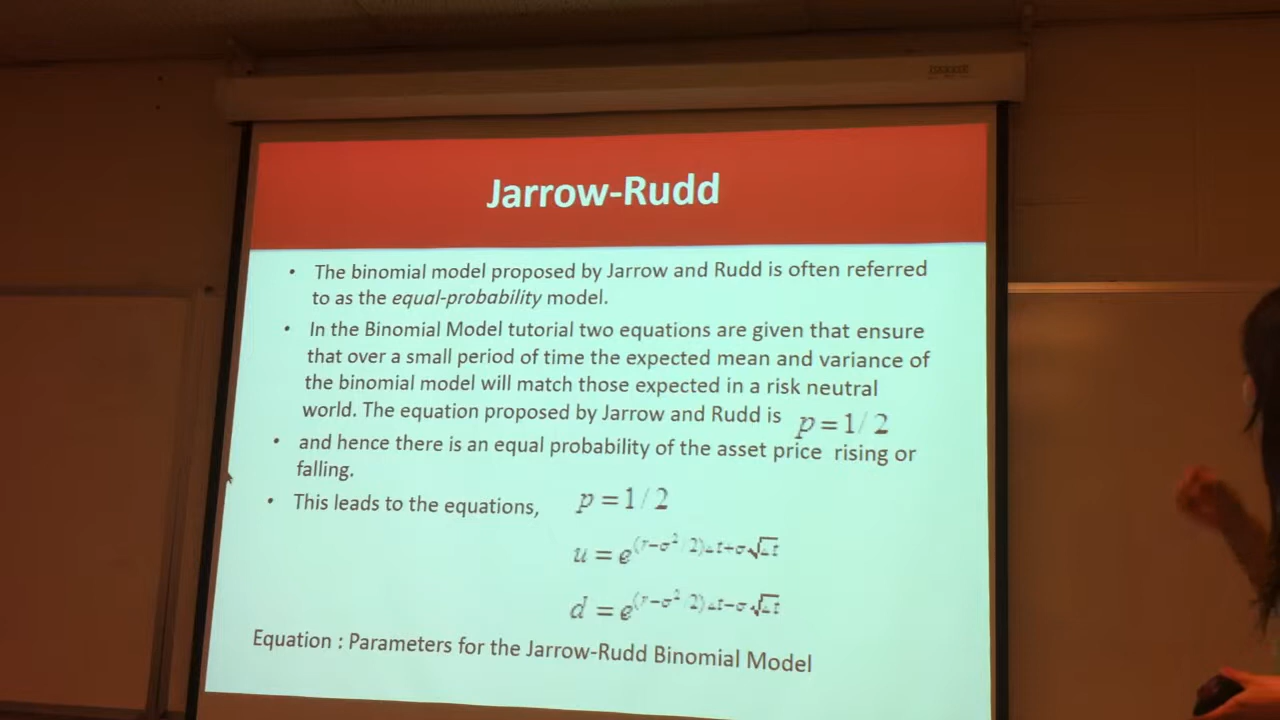 Jarrow-Rudd
• The binomial model proposed by Jarrow and Rudd is often referred
to as the equal-probability model.
• In the Binomial Model tutorial two equations are given that ensure
that over a small period of time the expected mean and variance of
the binomial model will match those expected in a risk neutral
world. The equation proposed by Jarrow and Rudd is p = 1/2
• and hence there is an equal probability of the asset price rising or
falling.
• This leads to the equations, p = 1/2
u = e^{(r−σ²/2)Δt+σ√Δt}
d = e^{(r−σ²/2)Δt−σ√Δt}
Equation : Parameters for the Jarrow-Rudd Binomial Model